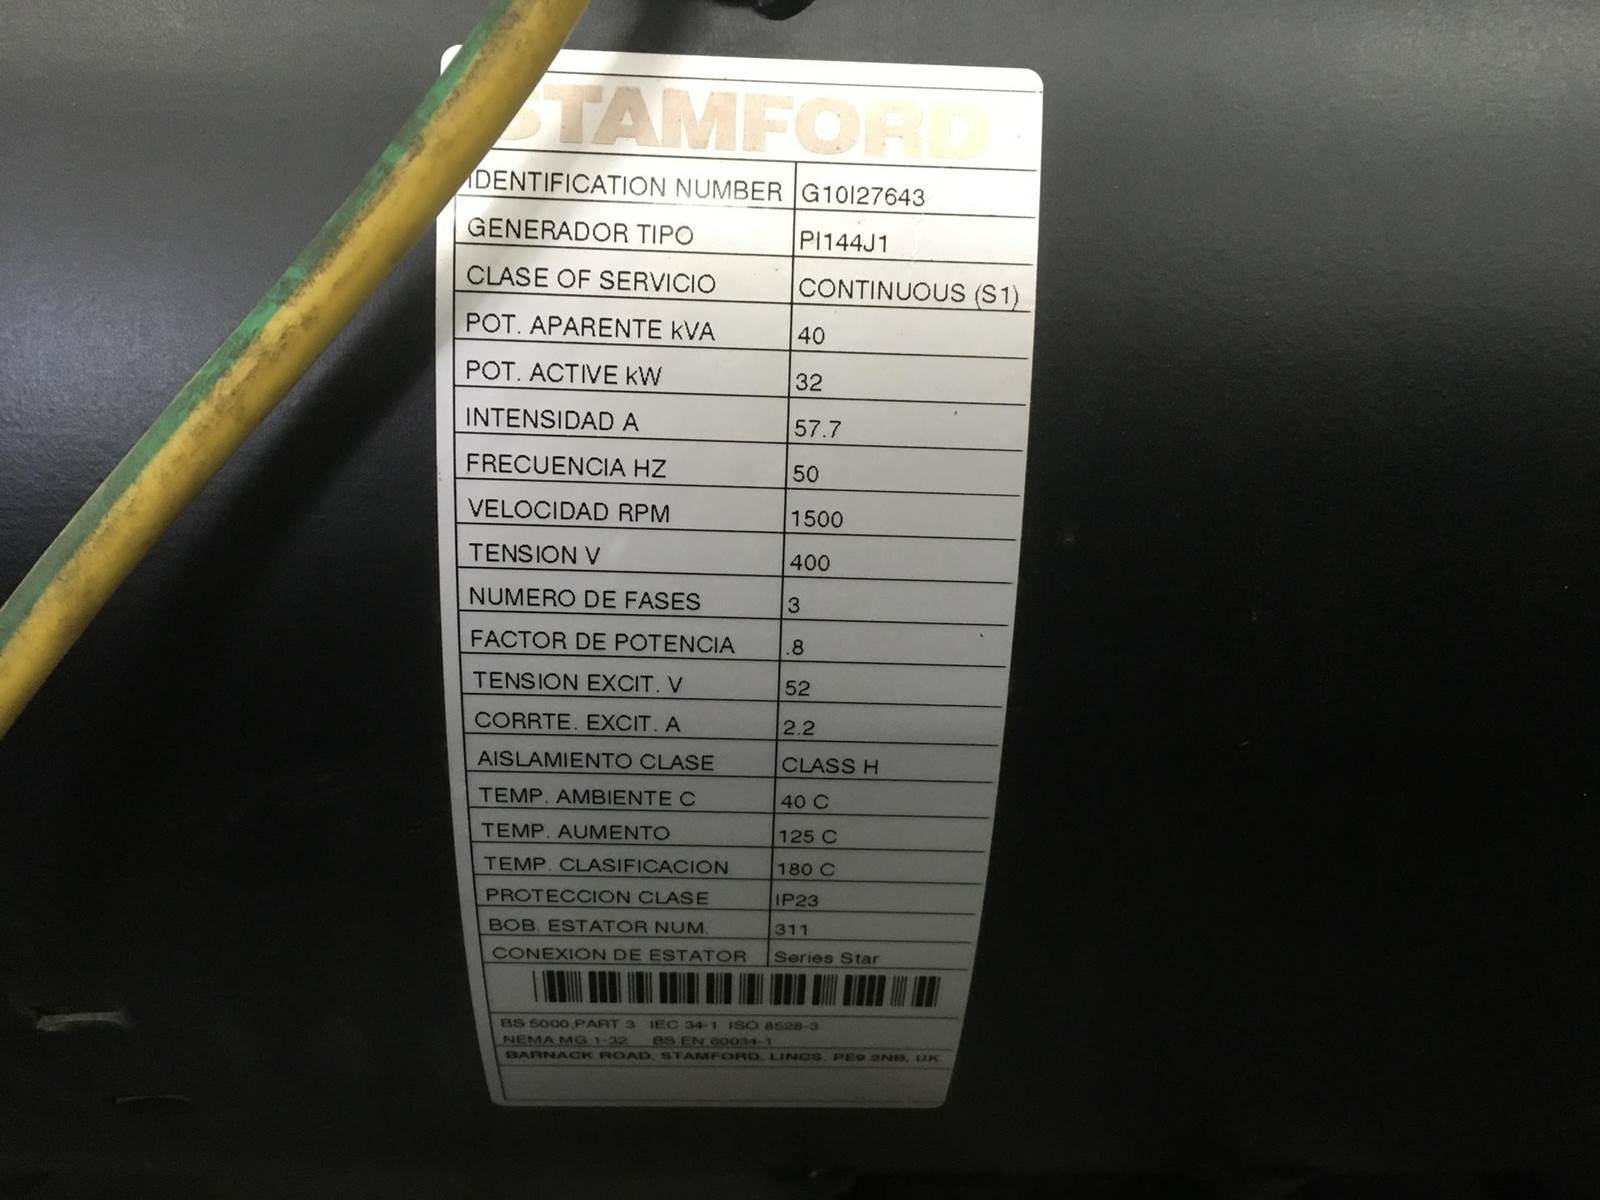 STAMFORD
IDENTIFICATION NUMBER G10I27643
GENERADOR TIPO PI144J1
CLASE OF SERVICIO CONTINUOUS (S1)
POT. APARENTE kVA 40
POT. ACTIVE kW 32
INTENSIDAD A 57.7
FRECUENCIA HZ 50
VELOCIDAD RPM 1500
TENSION V 400
NUMERO DE FASES 3
FACTOR DE POTENCIA .8
TENSION EXCIT. V 52
CORRTE. EXCIT. A 2.2
AISLAMIENTO CLASE CLASS H
TEMP. AMBIENTE C 40 C
TEMP. AUMENTO 125 C
TEMP. CLASIFICACION 180 C
PROTECCION CLASE IP23
BOB. ESTATOR NUM. 311
CONEXION DE ESTATOR Series Star
BS 5000,PART 3 IEC 34-1 ISO 8528-3
NEMA MG 1-32 BS EN 60034-1
BARNACK ROAD, STAMFORD. LINCS. PE9 2NB, UK